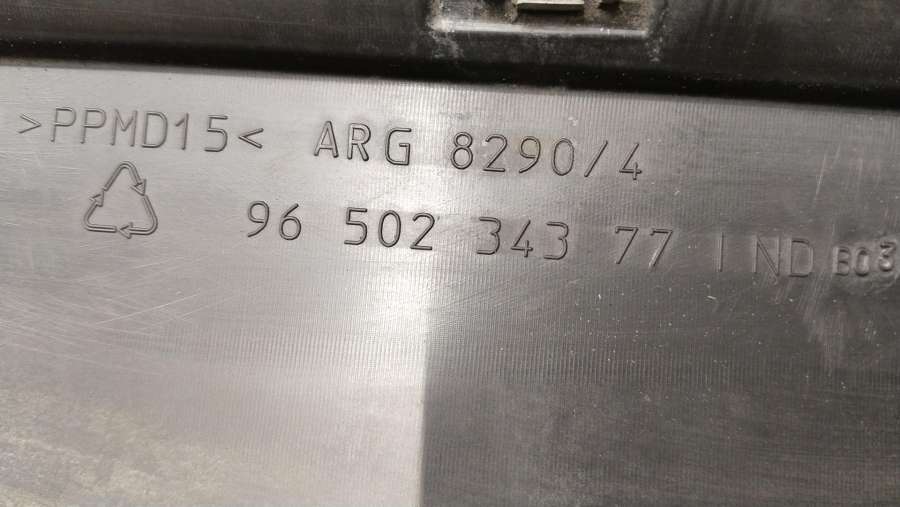 >PPMD15< ARG 8290/4
96 502 343 77 IND B03